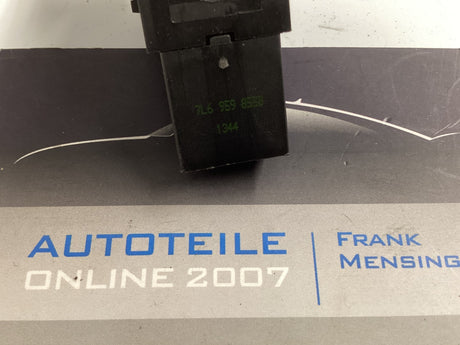 7L6 959 855B
1344
AUTOTEILE
ONLINE 2007
FRANK
MENSING